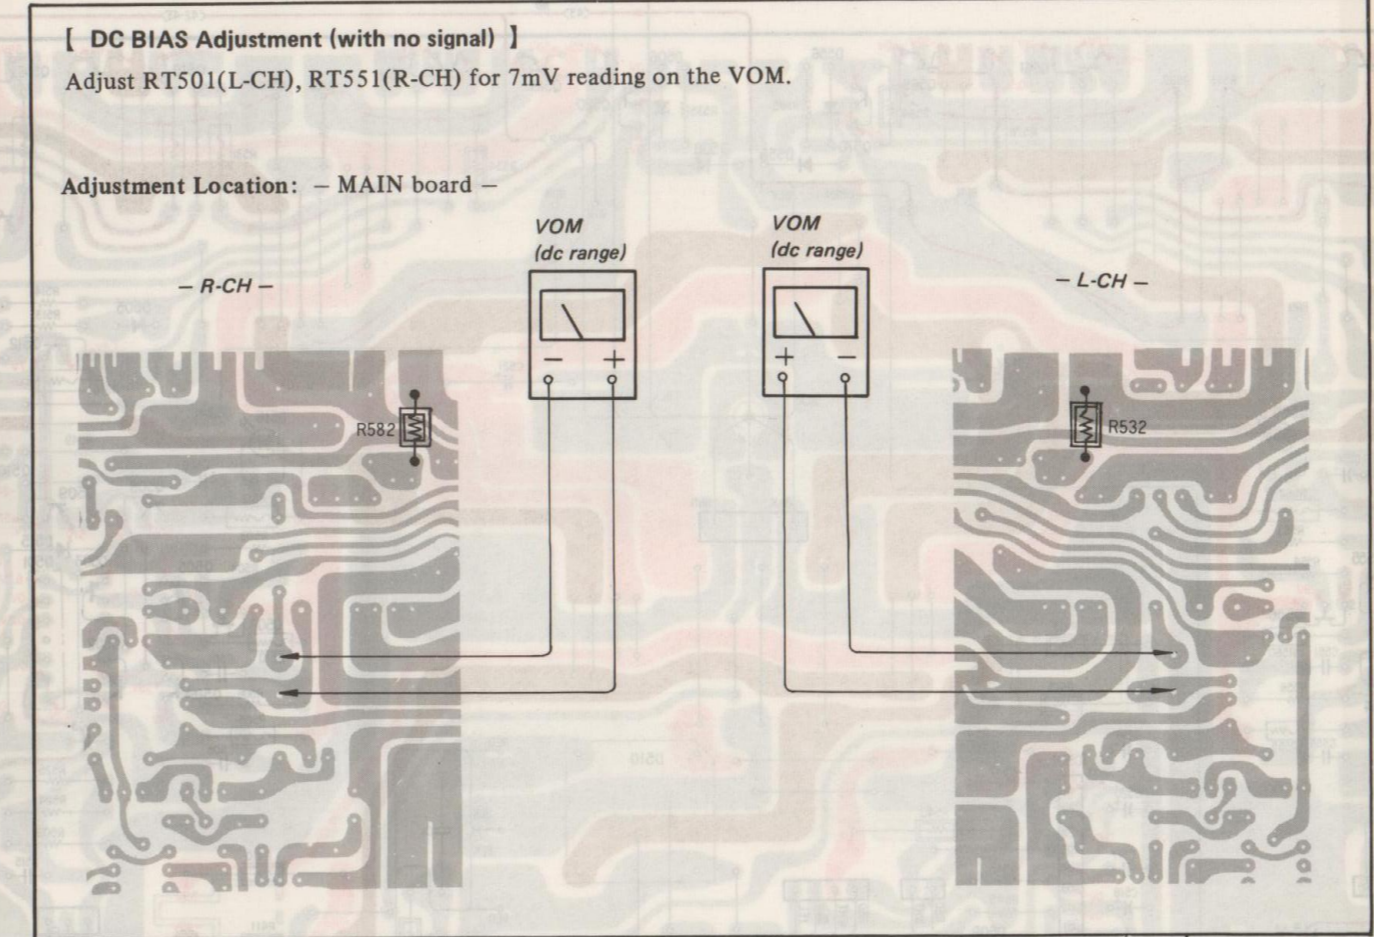 [ DC BIAS Adjustment (with no signal) ]
Adjust RT501(L-CH), RT551(R-CH) for 7mV reading on the VOM.
Adjustment Location: – MAIN board –
VOM
(dc range)
VOM
(dc range)
– R-CH –
– L-CH –
– +
+ –
R582
R532